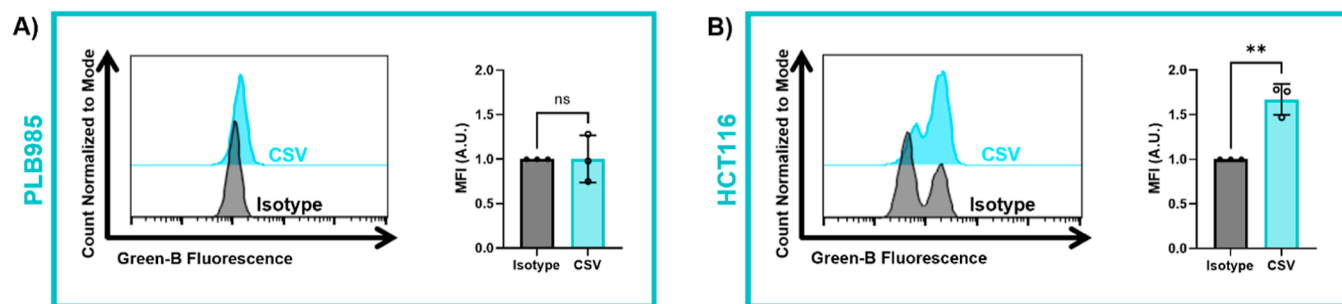 A)
PLB985
Count Normalized to Mode
CSV
Isotype
Green-B Fluorescence
MFI (A.U.)
2.0
1.5
1.0
0.5
0.0
ns
Isotype
CSV
B)
HCT116
Count Normalized to Mode
CSV
Isotype
Green-B Fluorescence
MFI (A.U.)
2.0
1.5
1.0
0.5
0.0
**
Isotype
CSV